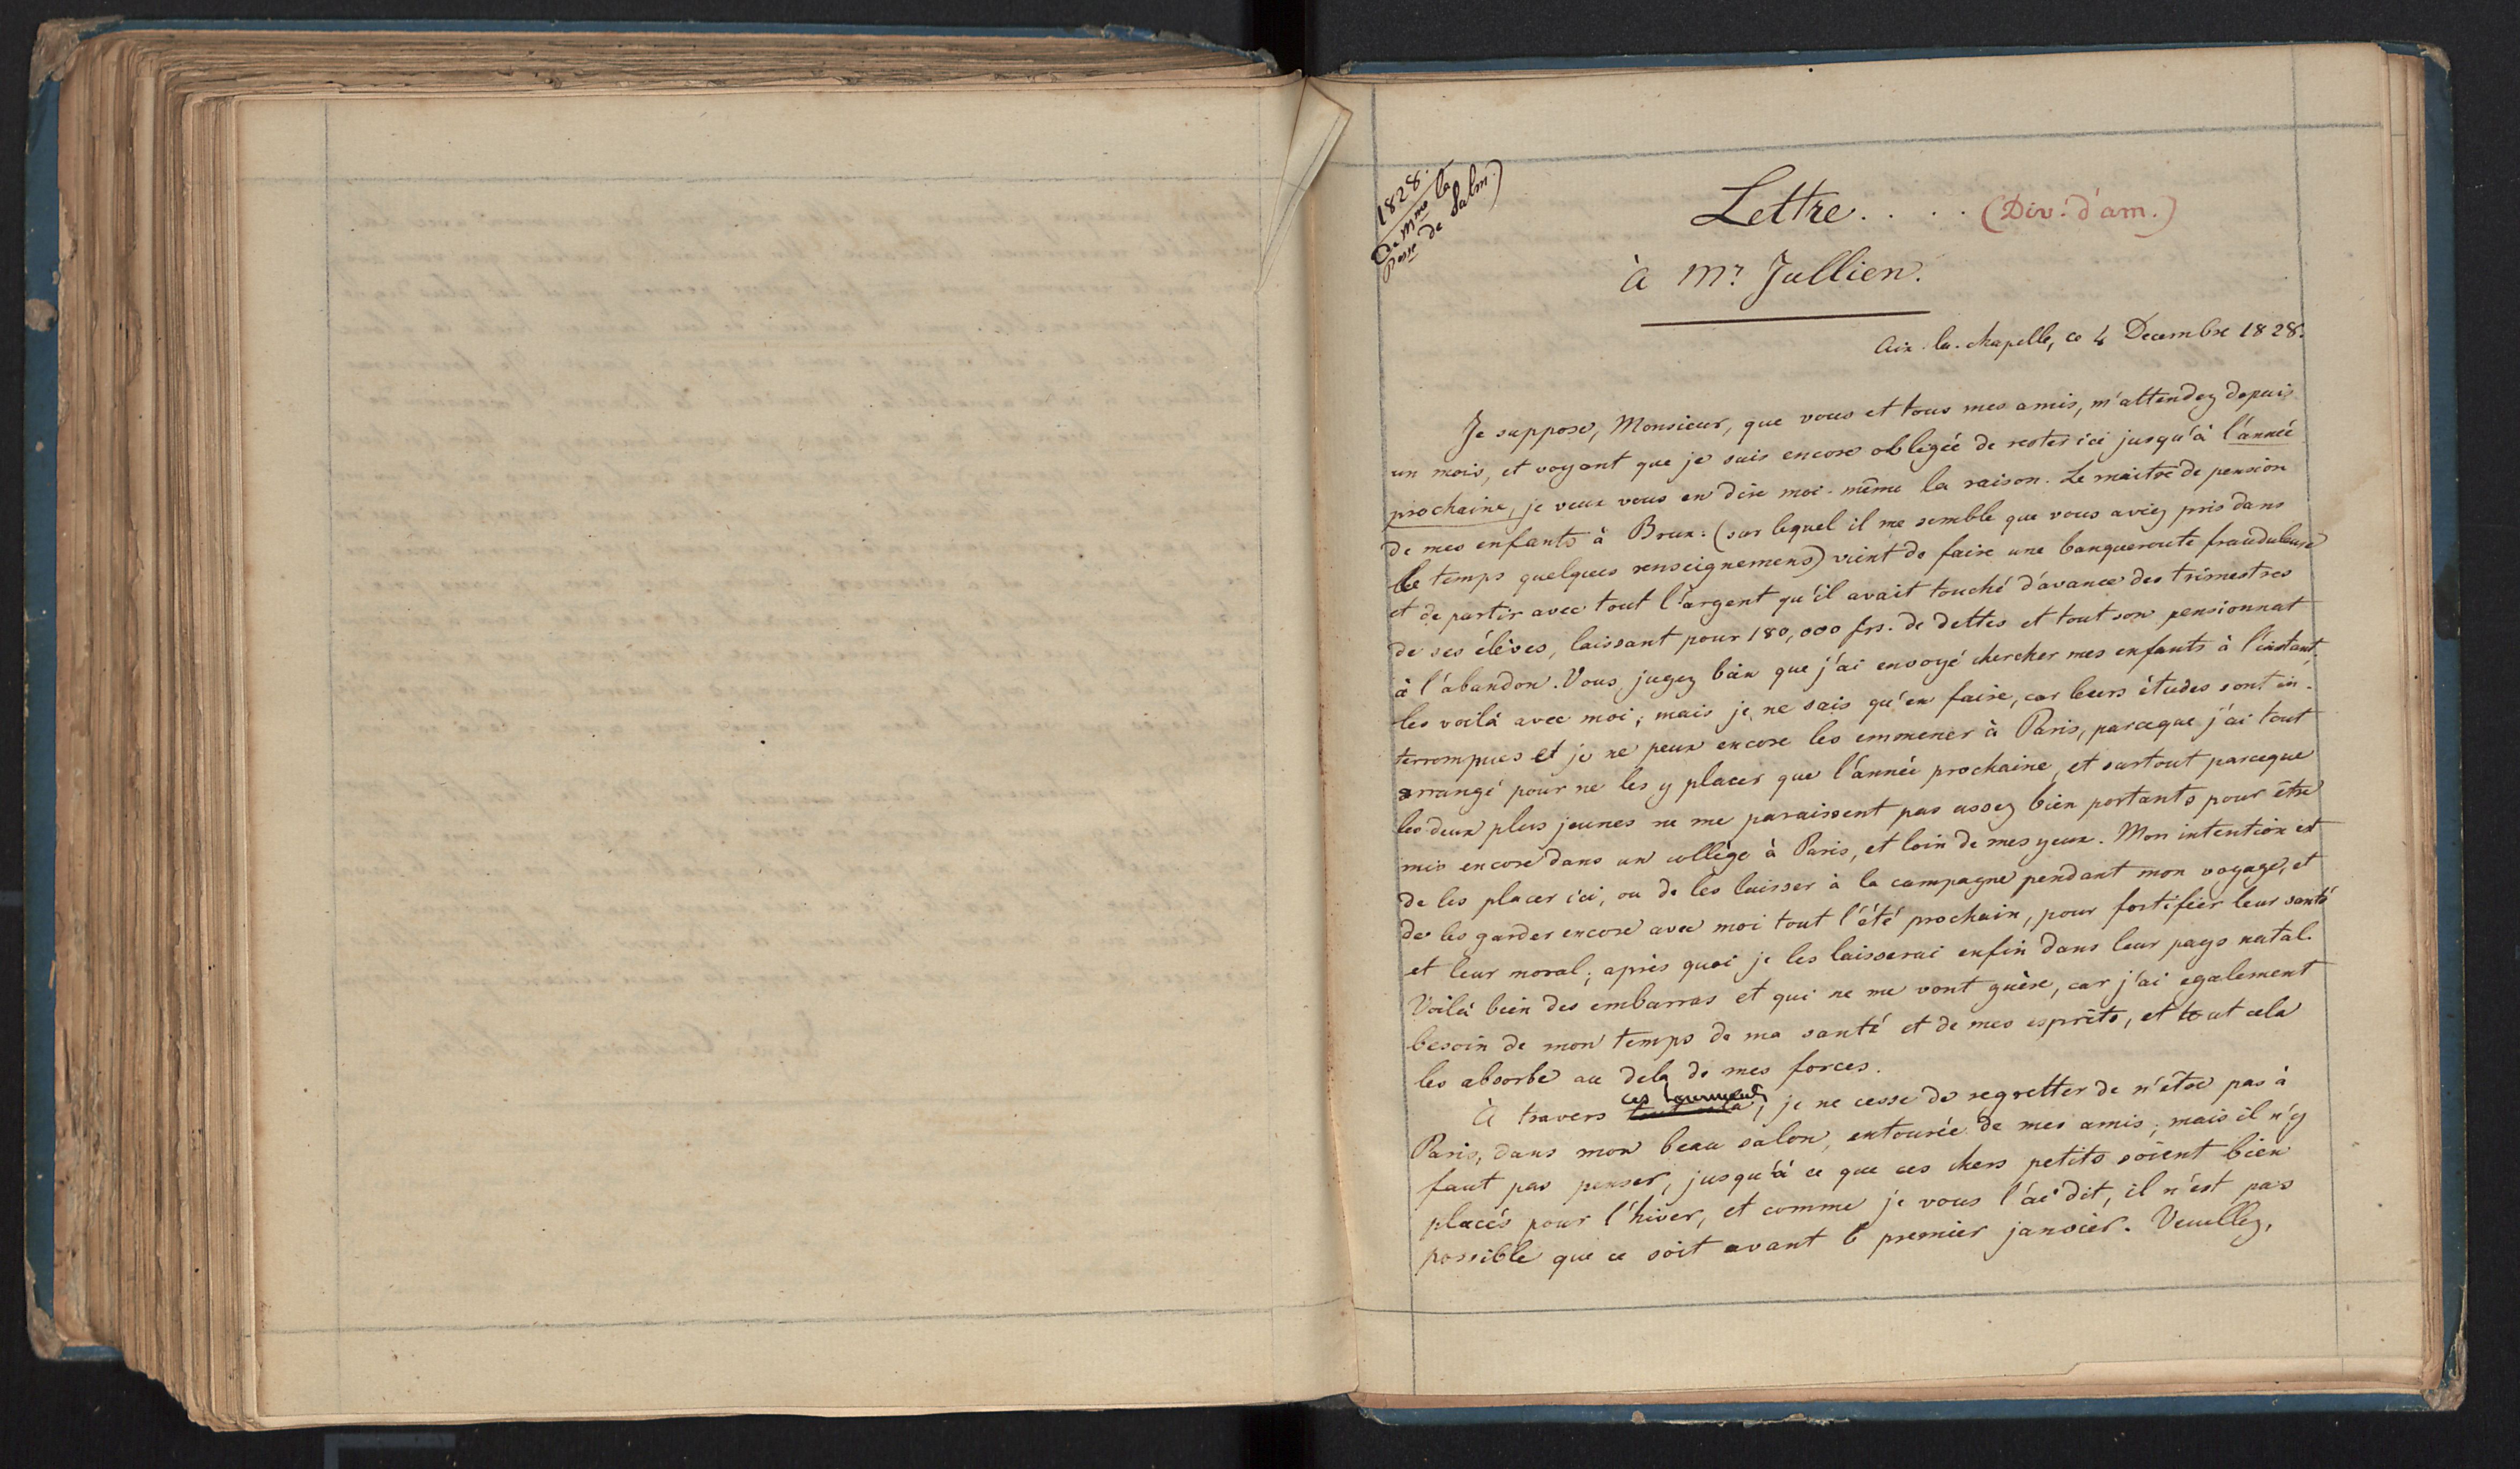 1828.
de Mme la
Pesse de Salm.)
Lettre. . . . (Div. d'am.)
à Mr. Jullien.
Aix-la-chapelle, ce 4 Decembre 1828.
Je suppose, Monsieur, que vous et tous mes amis, m'attendez depuis
un mois, et voyant que je suis encore obligée de rester ici jusqu'à l'année
prochaine, je veux vous en dire moi-même la raison. Le maitre de pension
de mes enfants à Brux: (sur lequel il me semble que vous aviez pris dans
le temps quelques renseignemens) vient de faire une banqueroute frauduleuse
et de partir avec tout l'argent qu'il avait touché d'avance des trimestres
de ses élèves, laissant pour 180,000 frs. de dettes et tout son pensionnat
à l'abandon. Vous jugez bien que j'ai envoyé chercher mes enfants à l'instant,
les voilà avec moi; mais je ne sais qu'en faire, car leurs études sont in-
terrompues et je ne peux encore les emmener à Paris, parceque j'ai tout
arrangé pour ne les y placer que l'année prochaine, et surtout parceque
les deux plus jeunes ne me paraissent pas assez bien portants pour être
mis encore dans un collège à Paris, et loin de mes yeux. Mon intention est
de les placer ici, ou de les laisser à la campagne pendant mon voyage, et
de les garder encore avec moi tout l'été prochain, pour fortifier leur santé
et leur moral; après quoi je les laisserai enfin dans leur pays natal.
Voilà bien des embarras et qui ne me vont guère, car j'ai egalement
besoin de mon temps de ma santé et de mes esprits, et tout cela
les absorbe au dela de mes forces.
ces tourments
À travers tout cela, je ne cesse de regretter de n'être pas à
Paris, dans mon beau salon, entourée de mes amis; mais il n'y
faut pas penser, jusqu'à ce que ces chers petits soient bien
placés pour l'hiver, et comme je vous l'ai dit, il n'est pas
possible que ce soit avant le premier janvier. Veuillez,